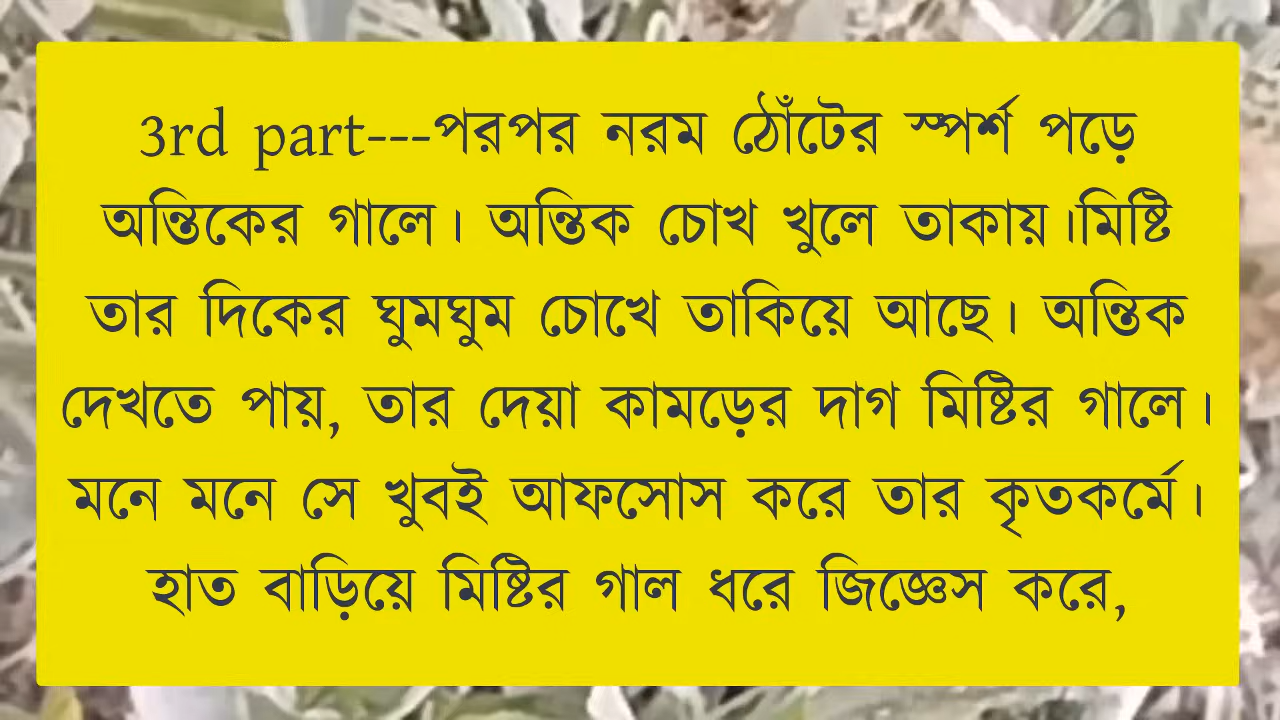 3rd part---পরপর নরম ঠোঁটের স্পর্শ পড়ে
অন্তিকের গালে। অন্তিক চোখ খুলে তাকায়।মিষ্টি
তার দিকের ঘুমঘুম চোখে তাকিয়ে আছে। অন্তিক
দেখতে পায়, তার দেয়া কামড়ের দাগ মিষ্টির গালে।
মনে মনে সে খুবই আফসোস করে তার কৃতকর্মে।
হাত বাড়িয়ে মিষ্টির গাল ধরে জিজ্ঞেস করে,